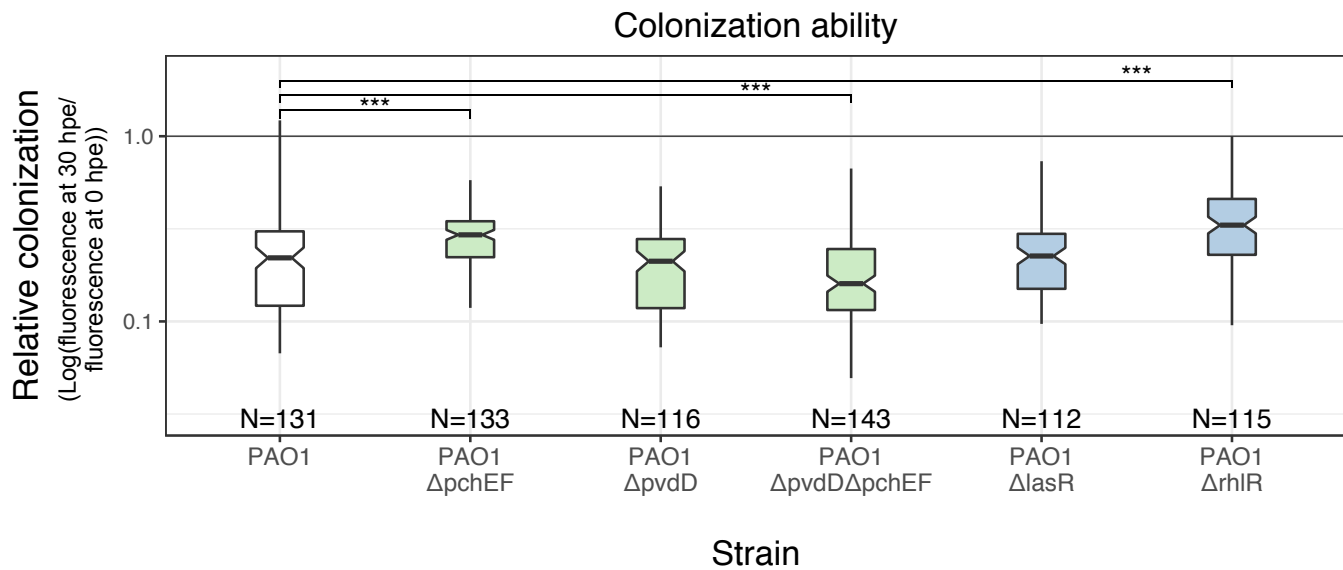 Colonization ability
Relative colonization
(Log(fluorescence at 30 hpe/
fluorescence at 0 hpe))
***
***
***
1.0
0.1
N=131
N=133
N=116
N=143
N=112
N=115
PAO1
PAO1
ΔpchEF
PAO1
ΔpvdD
PAO1
ΔpvdDΔpchEF
PAO1
ΔlasR
PAO1
ΔrhlR
Strain